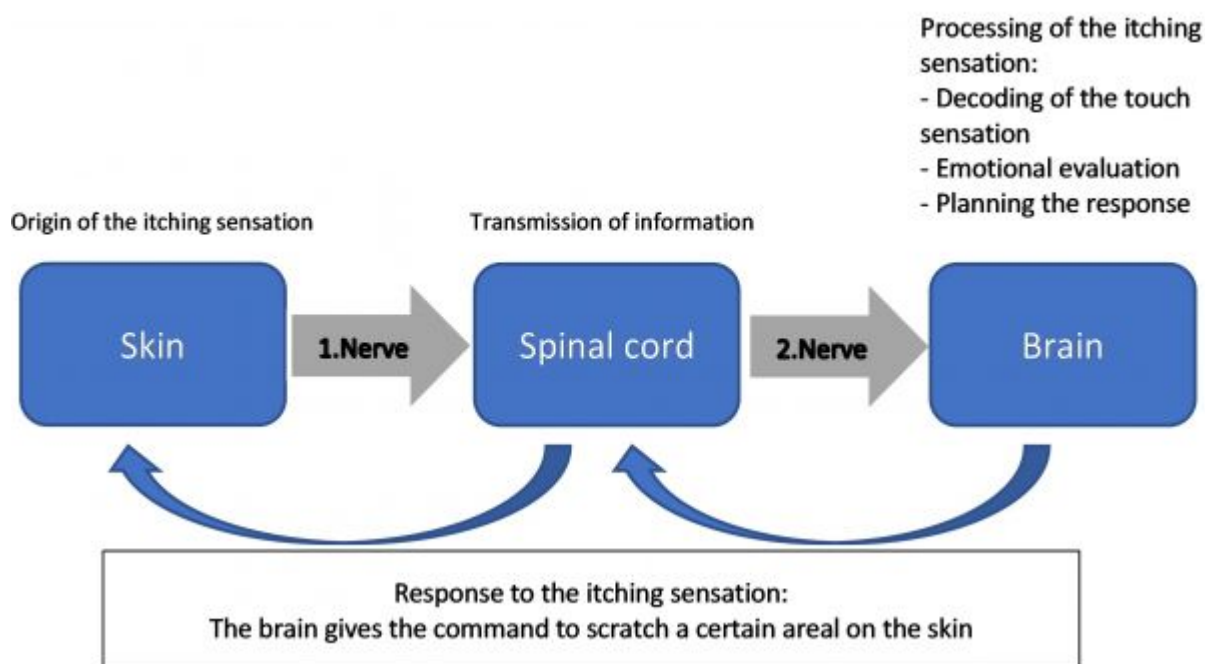 Processing of the itching
sensation:
- Decoding of the touch
sensation
- Emotional evaluation
- Planning the response
Origin of the itching sensation
Transmission of information
Skin
1.Nerve
Spinal cord
2.Nerve
Brain
Response to the itching sensation:
The brain gives the command to scratch a certain areal on the skin